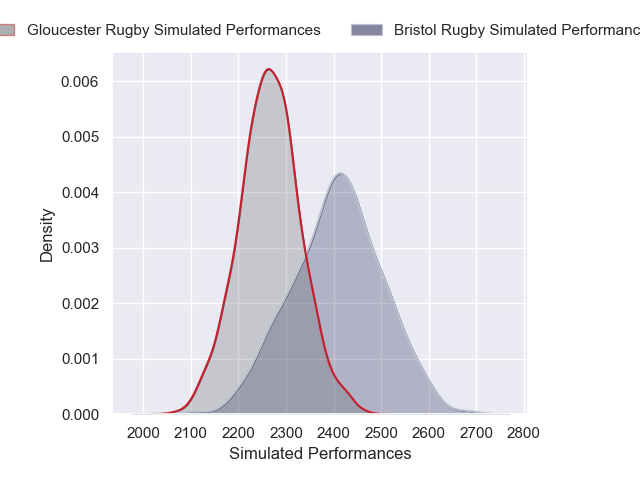 Gloucester Rugby Simulated Performances
Bristol Rugby Simulated Performanc
0.006
0.005
0.004
0.003
0.002
0.001
0.000
Density
2000 2100 2200 2300 2400 2500 2600 2700 2800
Simulated Performances